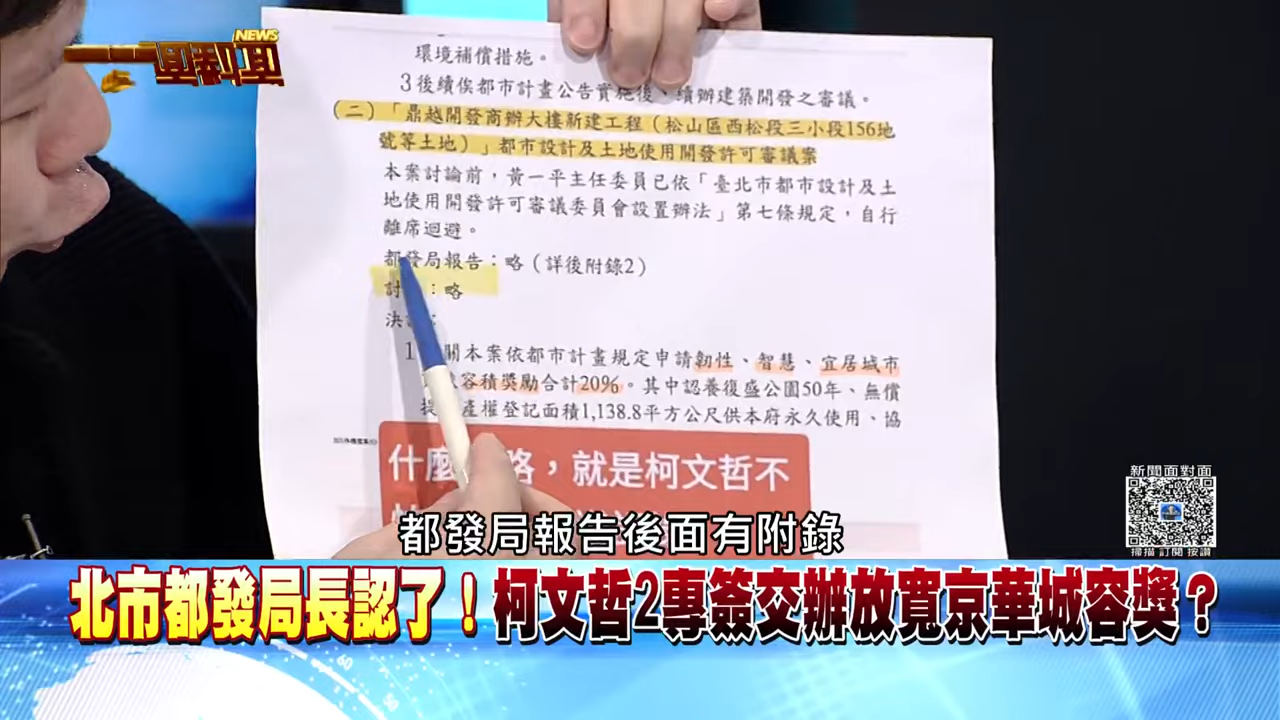 NEWS
環境補償措施。
3後續俟都市計畫公告實施後、續辦建築開發之審議。
(二)「鼎越開發商辦大樓新建工程(松山區西松段三小段156地
號等土地)」都市設計及土地使用開發許可審議案
本案討論前，黃一平主任委員已依「臺北市都市設計及土
地使用開發許可審議委員會設置辦法」第七條規定，自行
離席迴避。
都發局報告：略(詳後附錄2)
討 ：略
決
1 關本案依都市計畫規定申請韌性、智慧、宜居城市
容積獎勵合計20%。其中認養復盛公園50年、無償
產權登記面積1,138.8平方公尺供本府永久使用、協
什麼 略，就是柯文哲不
都發局報告後面有附錄
新聞面對面
掃描 訂閱 按讚
北市都發局長認了！柯文哲2專簽交辦放寬京華城容獎？